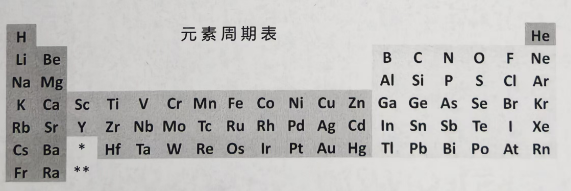 元素周期表
H He
Li Be B C N O F Ne
Na Mg Al Si P S Cl Ar
K Ca Sc Ti V Cr Mn Fe Co Ni Cu Zn Ga Ge As Se Br Kr
Rb Sr Y Zr Nb Mo Tc Ru Rh Pd Ag Cd In Sn Sb Te I Xe
Cs Ba * Hf Ta W Re Os Ir Pt Au Hg Tl Pb Bi Po At Rn
Fr Ra **